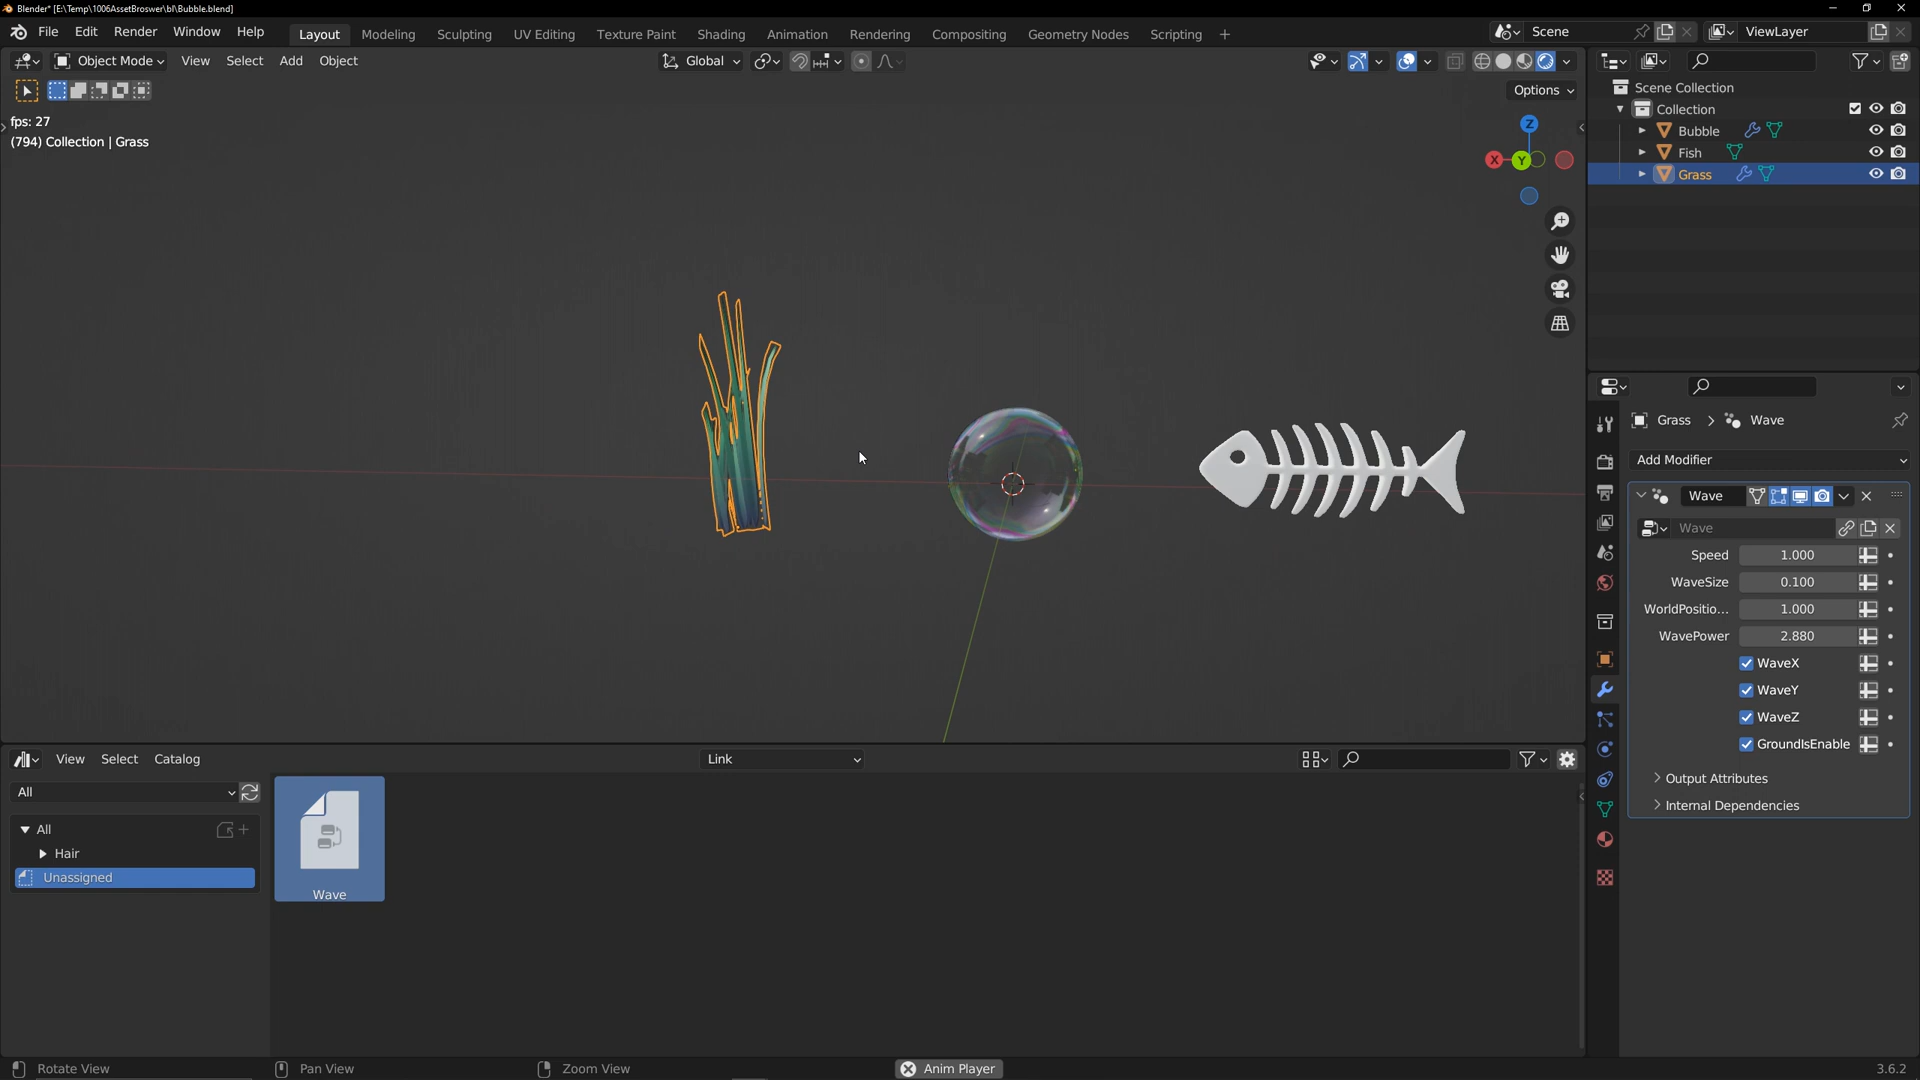 Blender* [E:\Temp\1006AssetBroswer\bl\Bubble.blend]
File Edit Render Window Help Layout Modeling Sculpting UV Editing Texture Paint Shading Animation Rendering Compositing Geometry Nodes Scripting + Scene ViewLayer
Object Mode View Select Add Object Global
Options
fps: 27
(794) Collection | Grass
Z
X Y
Scene Collection
Collection
Bubble
Fish
Grass
Grass > Wave
Add Modifier
Wave
Wave
Speed 1.000
WaveSize 0.100
WorldPositio... 1.000
WavePower 2.880
WaveX
WaveY
WaveZ
GroundIsEnable
Output Attributes
Internal Dependencies
View Select Catalog Link
All
All
Hair
Unassigned
Wave
Rotate View Pan View Zoom View Anim Player 3.6.2